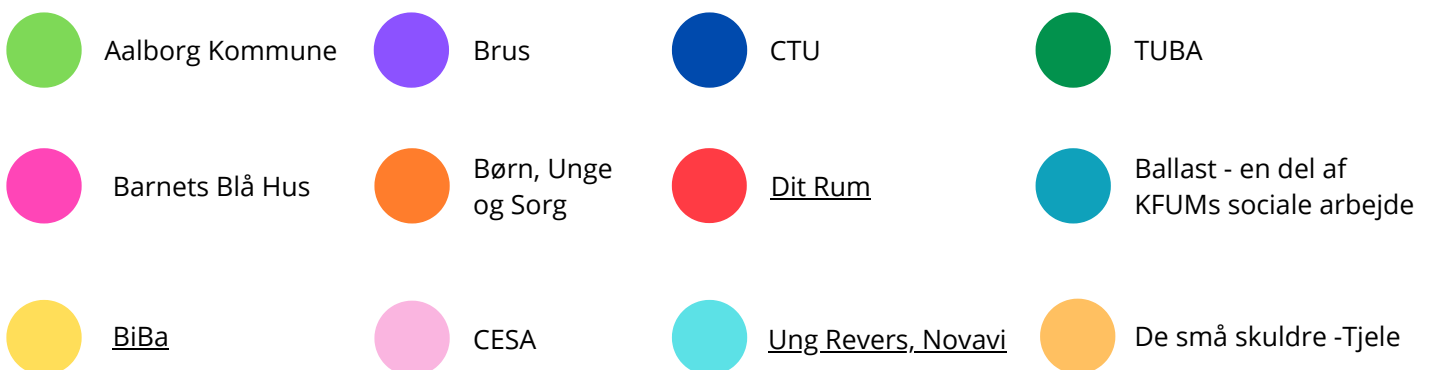 Aalborg Kommune
Brus
CTU
TUBA
Barnets Blå Hus
Børn, Unge
og Sorg
Dit Rum
Ballast - en del af
KFUMs sociale arbejde
BiBa
CESA
Ung Revers, Novavi
De små skuldre -Tjele